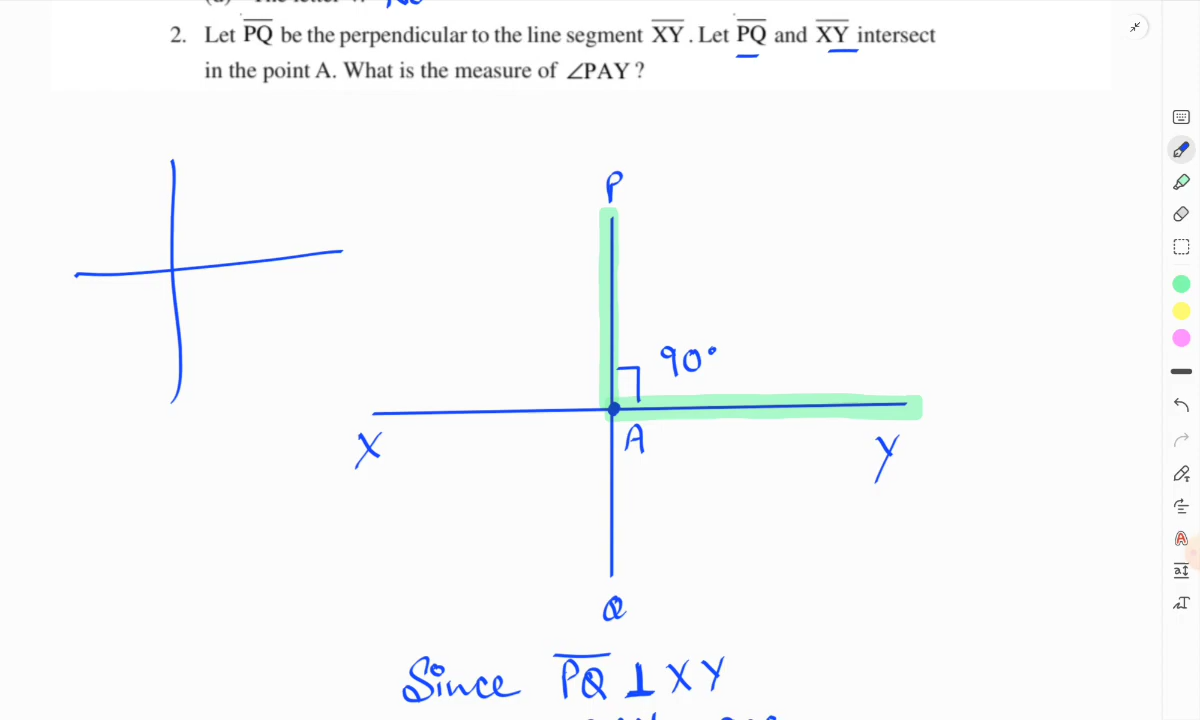 No
2. Let PQ be the perpendicular to the line segment XY. Let PQ and XY intersect
in the point A. What is the measure of ∠PAY?
P
90°
A
X
Y
Q
Since PQ ⊥ XY